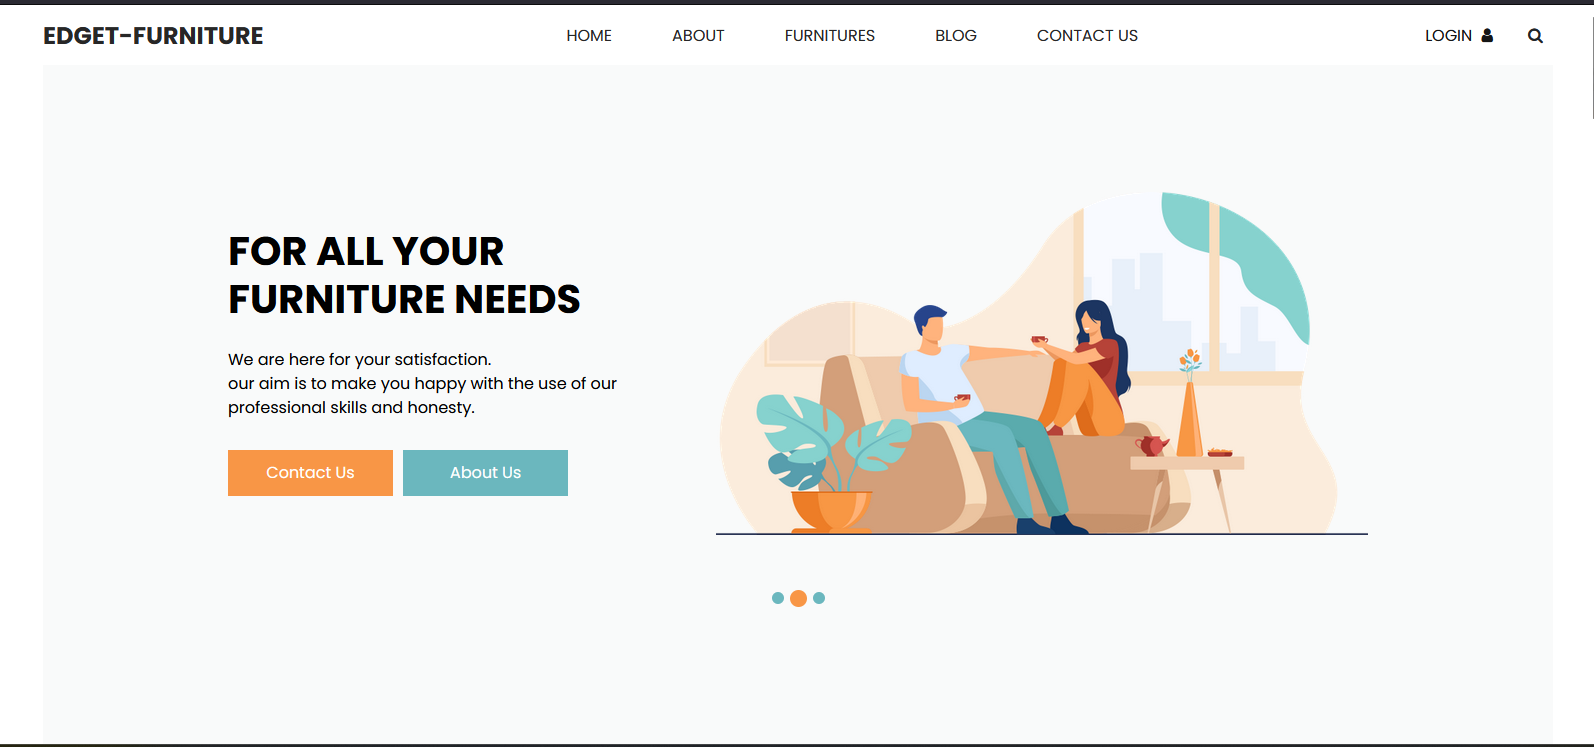 EDGET-FURNITURE
HOME ABOUT FURNITURES BLOG CONTACT US
LOGIN
FOR ALL YOUR
FURNITURE NEEDS
We are here for your satisfaction.
our aim is to make you happy with the use of our
professional skills and honesty.
Contact Us About Us